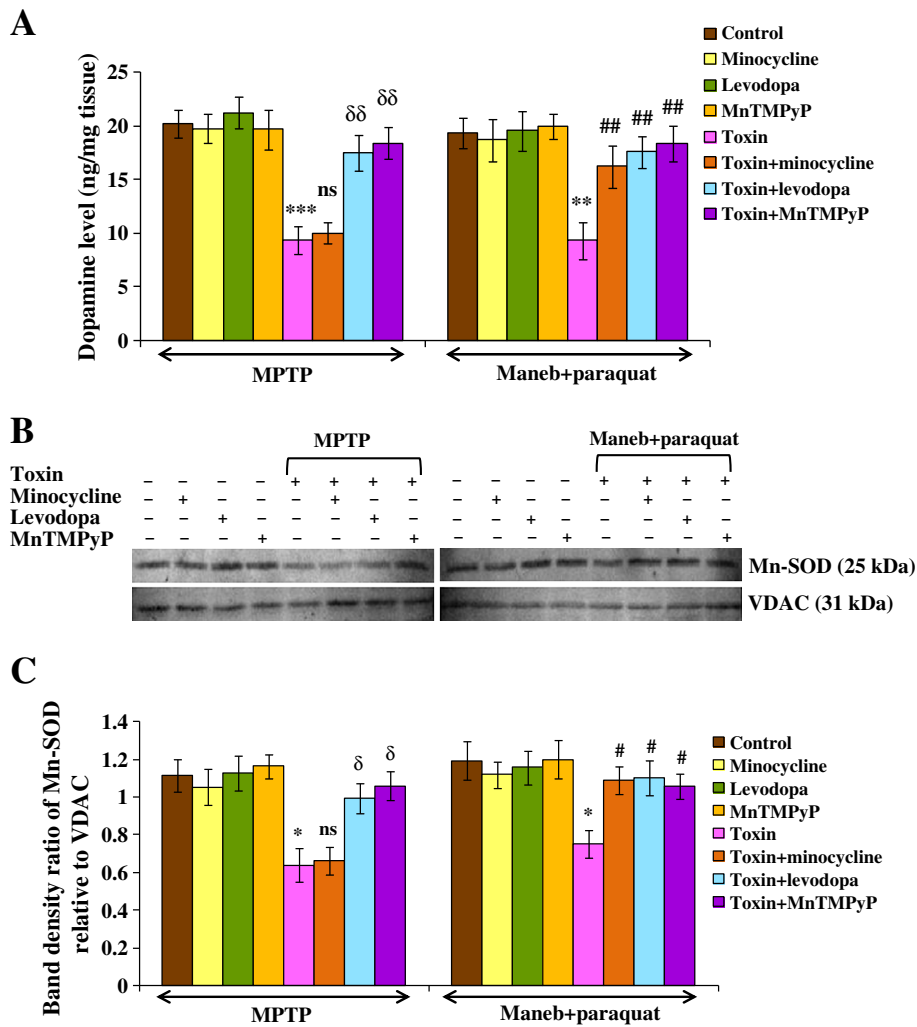 A
Dopamine level (ng/mg tissue)
25
20
15
10
5
0
*** ns δδ δδ
** ## ## ##
MPTP
Maneb+paraquat
Control
Minocycline
Levodopa
MnTMPyP
Toxin
Toxin+minocycline
Toxin+levodopa
Toxin+MnTMPyP
B
MPTP
Maneb+paraquat
Toxin – – – – + + + + – – – – + + + +
Minocycline – + – – – + – – – + – – – + – –
Levodopa – – + – – – + – – – + – – – + –
MnTMPyP – – – + – – – + – – – + – – – +
Mn-SOD (25 kDa)
VDAC (31 kDa)
C
Band density ratio of Mn-SOD
relative to VDAC
1.4
1.2
1
0.8
0.6
0.4
0.2
0
* ns δ δ
* # # #
MPTP
Maneb+paraquat
Control
Minocycline
Levodopa
MnTMPyP
Toxin
Toxin+minocycline
Toxin+levodopa
Toxin+MnTMPyP